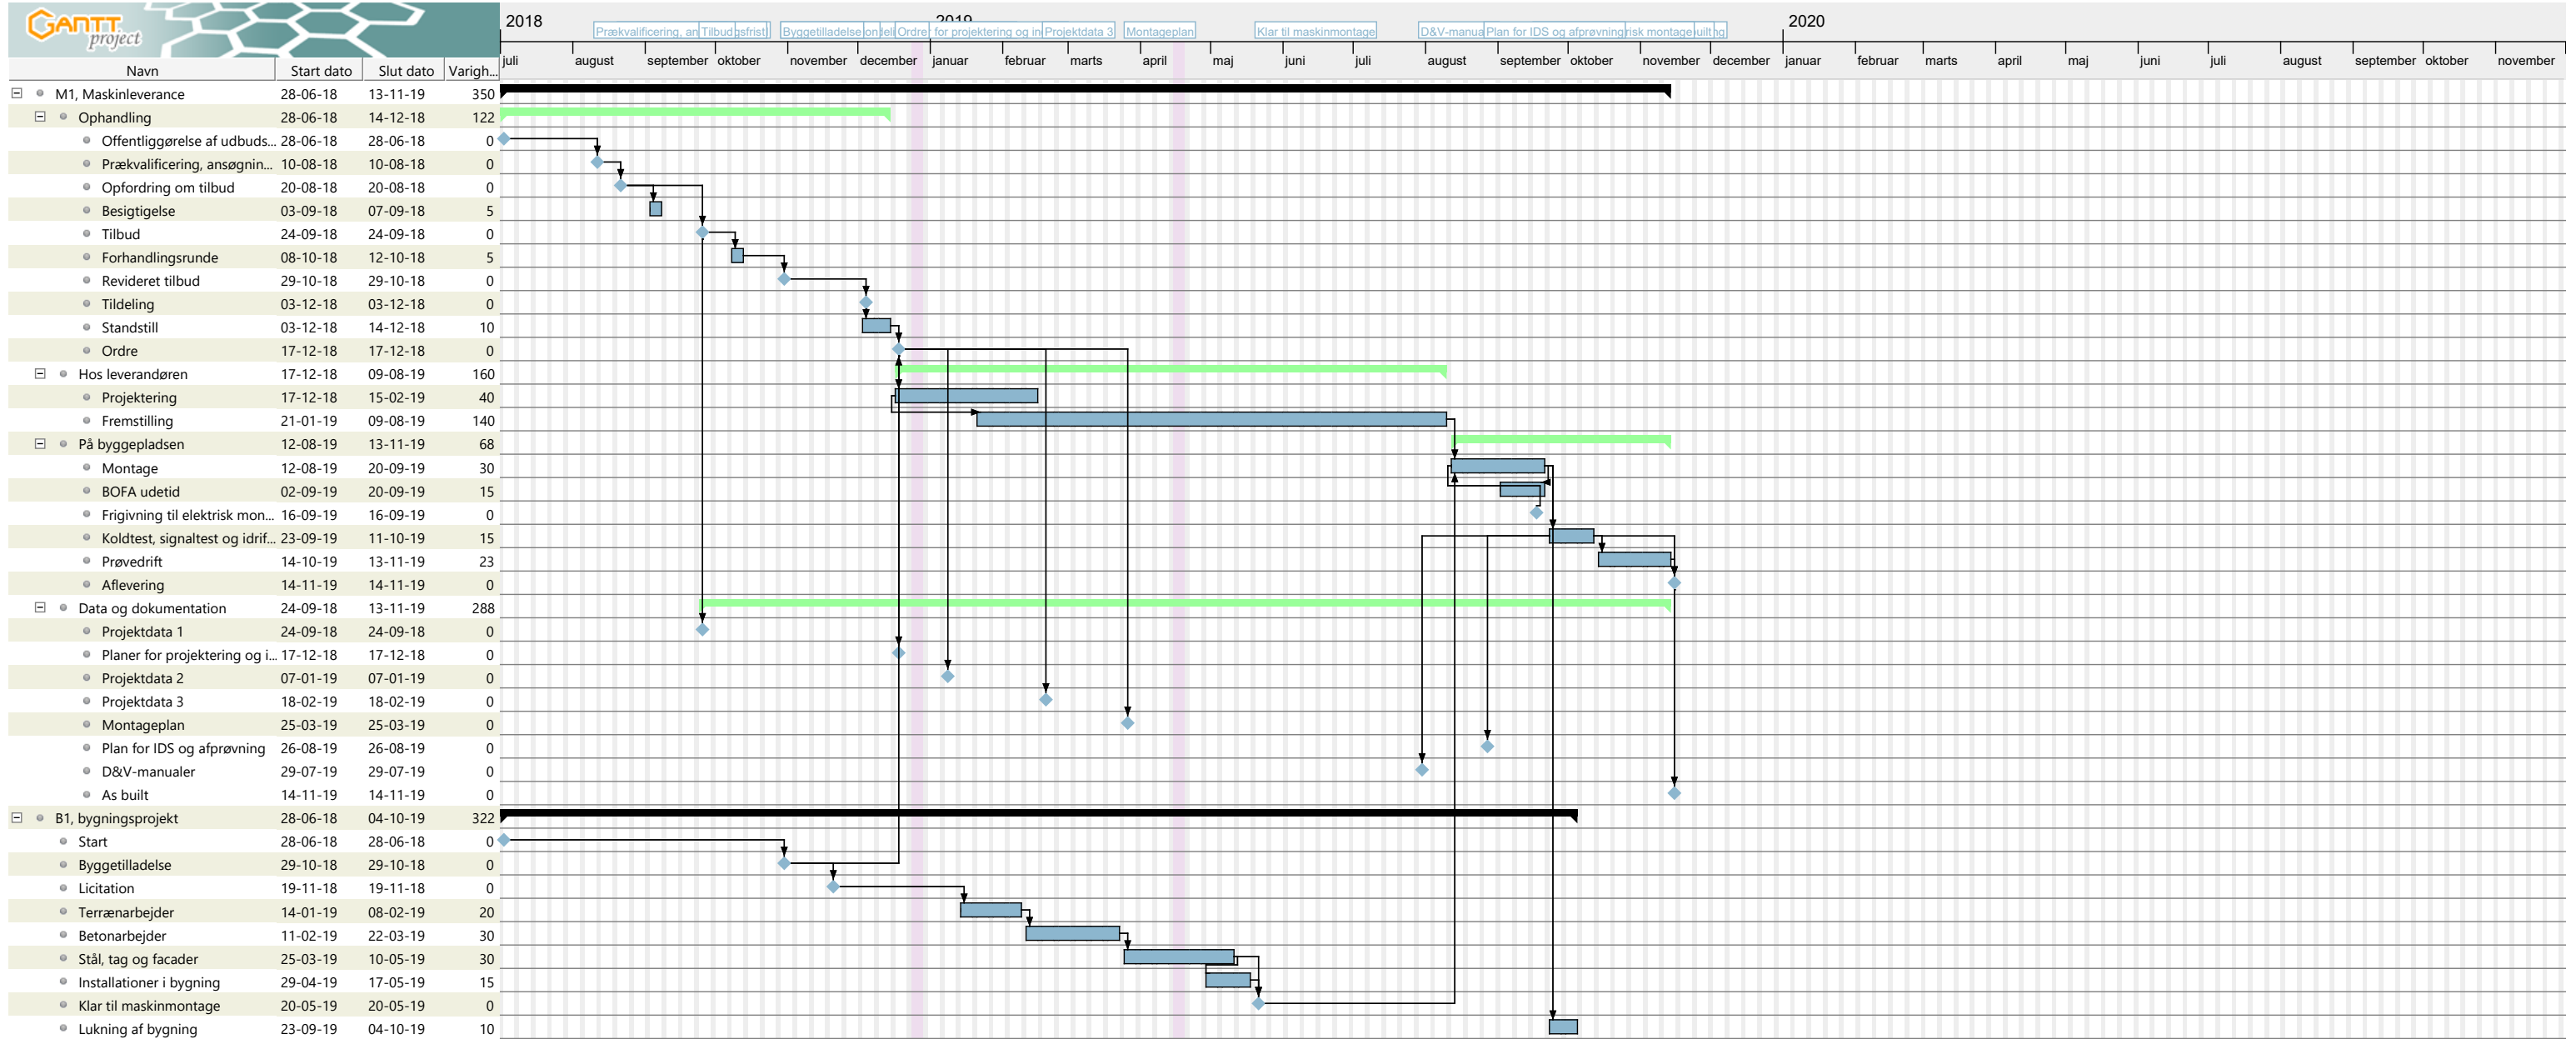 GANTT
project
2018
2019
2020
Prækvalificering, an Tilbud gsfrist Byggetilladelse Ordre for projektering og in Projektdata 3 Montageplan Klar til maskinmontage D&V-manua Plan for IDS og afprøvning risk montage uilt
juli august september oktober november december januar februar marts april maj juni juli august september oktober november december januar februar marts april maj juni juli august september oktober november
Navn Start dato Slut dato Varigh...
M1, Maskinleverance 28-06-18 13-11-19 350
Ophandling 28-06-18 14-12-18 122
Offentliggørelse af udbuds... 28-06-18 28-06-18 0
Prækvalificering, ansøgnin... 10-08-18 10-08-18 0
Opfordring om tilbud 20-08-18 20-08-18 0
Besigtigelse 03-09-18 07-09-18 5
Tilbud 24-09-18 24-09-18 0
Forhandlingsrunde 08-10-18 12-10-18 5
Revideret tilbud 29-10-18 29-10-18 0
Tildeling 03-12-18 03-12-18 0
Standstill 03-12-18 14-12-18 10
Ordre 17-12-18 17-12-18 0
Hos leverandøren 17-12-18 09-08-19 160
Projektering 17-12-18 15-02-19 40
Fremstilling 21-01-19 09-08-19 140
På byggepladsen 12-08-19 13-11-19 68
Montage 12-08-19 20-09-19 30
BOFA udetid 02-09-19 20-09-19 15
Frigivning til elektrisk mon... 16-09-19 16-09-19 0
Koldtest, signaltest og idrif... 23-09-19 11-10-19 15
Prøvedrift 14-10-19 13-11-19 23
Aflevering 14-11-19 14-11-19 0
Data og dokumentation 24-09-18 13-11-19 288
Projektdata 1 24-09-18 24-09-18 0
Planer for projektering og i... 17-12-18 17-12-18 0
Projektdata 2 07-01-19 07-01-19 0
Projektdata 3 18-02-19 18-02-19 0
Montageplan 25-03-19 25-03-19 0
Plan for IDS og afprøvning 26-08-19 26-08-19 0
D&V-manualer 29-07-19 29-07-19 0
As built 14-11-19 14-11-19 0
B1, bygningsprojekt 28-06-18 04-10-19 322
Start 28-06-18 28-06-18 0
Byggetilladelse 29-10-18 29-10-18 0
Licitation 19-11-18 19-11-18 0
Terrænarbejder 14-01-19 08-02-19 20
Betonarbejder 11-02-19 22-03-19 30
Stål, tag og facader 25-03-19 10-05-19 30
Installationer i bygning 29-04-19 17-05-19 15
Klar til maskinmontage 20-05-19 20-05-19 0
Lukning af bygning 23-09-19 04-10-19 10